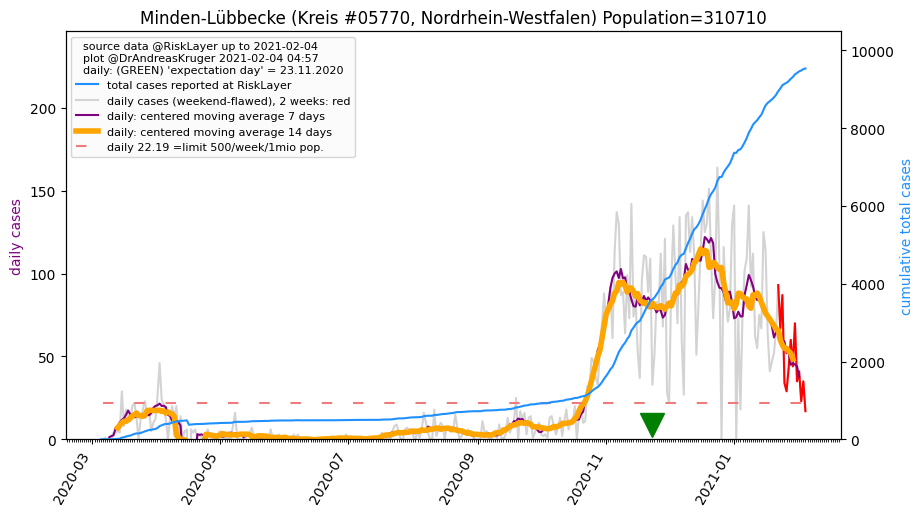 Minden-Lübbecke (Kreis #05770, Nordrhein-Westfalen) Population=310710
source data @RiskLayer up to 2021-02-04
plot @DrAndreasKruger 2021-02-04 04:57
daily: (GREEN) 'expectation day' = 23.11.2020
total cases reported at RiskLayer
daily cases (weekend-flawed), 2 weeks: red
daily: centered moving average 7 days
daily: centered moving average 14 days
daily 22.19 =limit 500/week/1mio pop.
daily cases
200
150
100
50
0
cumulative total cases
10000
8000
6000
4000
2000
0
2020-03
2020-05
2020-07
2020-09
2020-11
2021-01